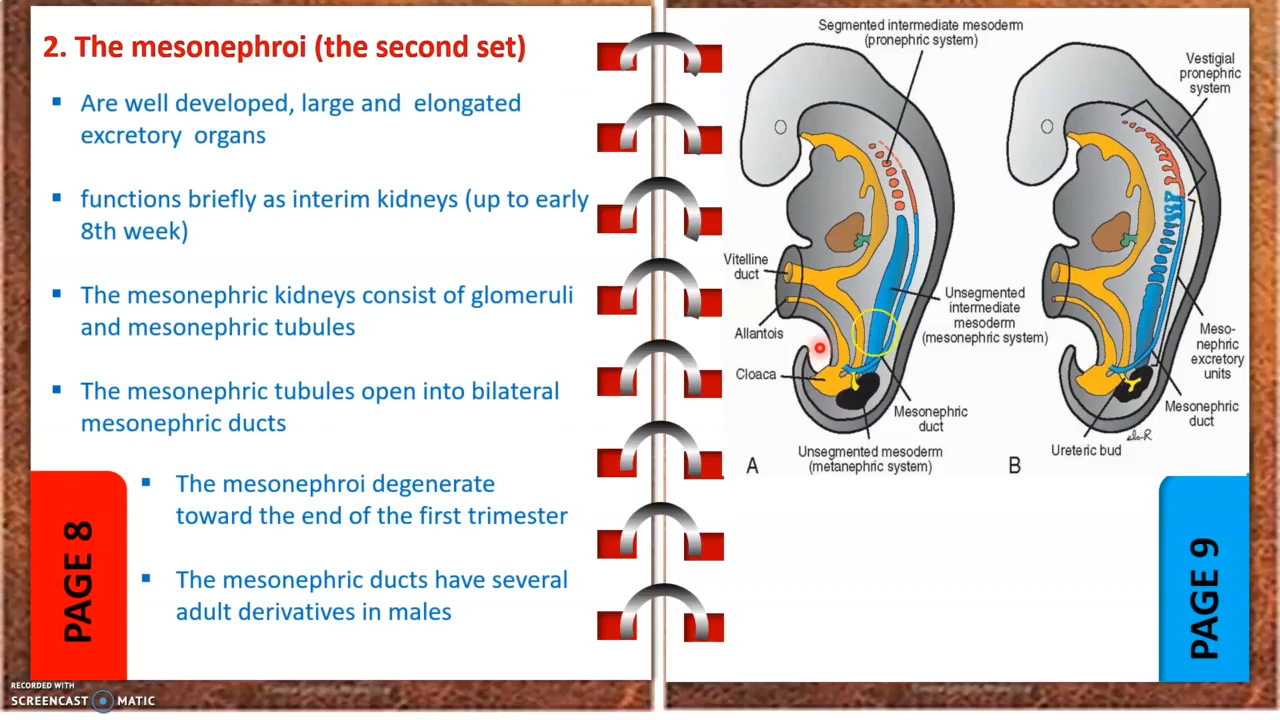 2. The mesonephroi (the second set)
▪ Are well developed, large and elongated
excretory organs
▪ functions briefly as interim kidneys (up to early
8th week)
▪ The mesonephric kidneys consist of glomeruli
and mesonephric tubules
▪ The mesonephric tubules open into bilateral
mesonephric ducts
▪ The mesonephroi degenerate
toward the end of the first trimester
▪ The mesonephric ducts have several
adult derivatives in males
PAGE 8
RECORDED WITH
SCREENCAST MATIC
Segmented intermediate mesoderm
(pronephric system)
Vitelline
duct
Allantois
Cloaca
Unsegmented
intermediate
mesoderm
(mesonephric system)
Mesonephric
duct
Unsegmented mesoderm
(metanephric system)
A
Vestigial
pronephric
system
Meso-
nephric
excretory
units
Mesonephric
duct
Ureteric bud
B
PAGE 9